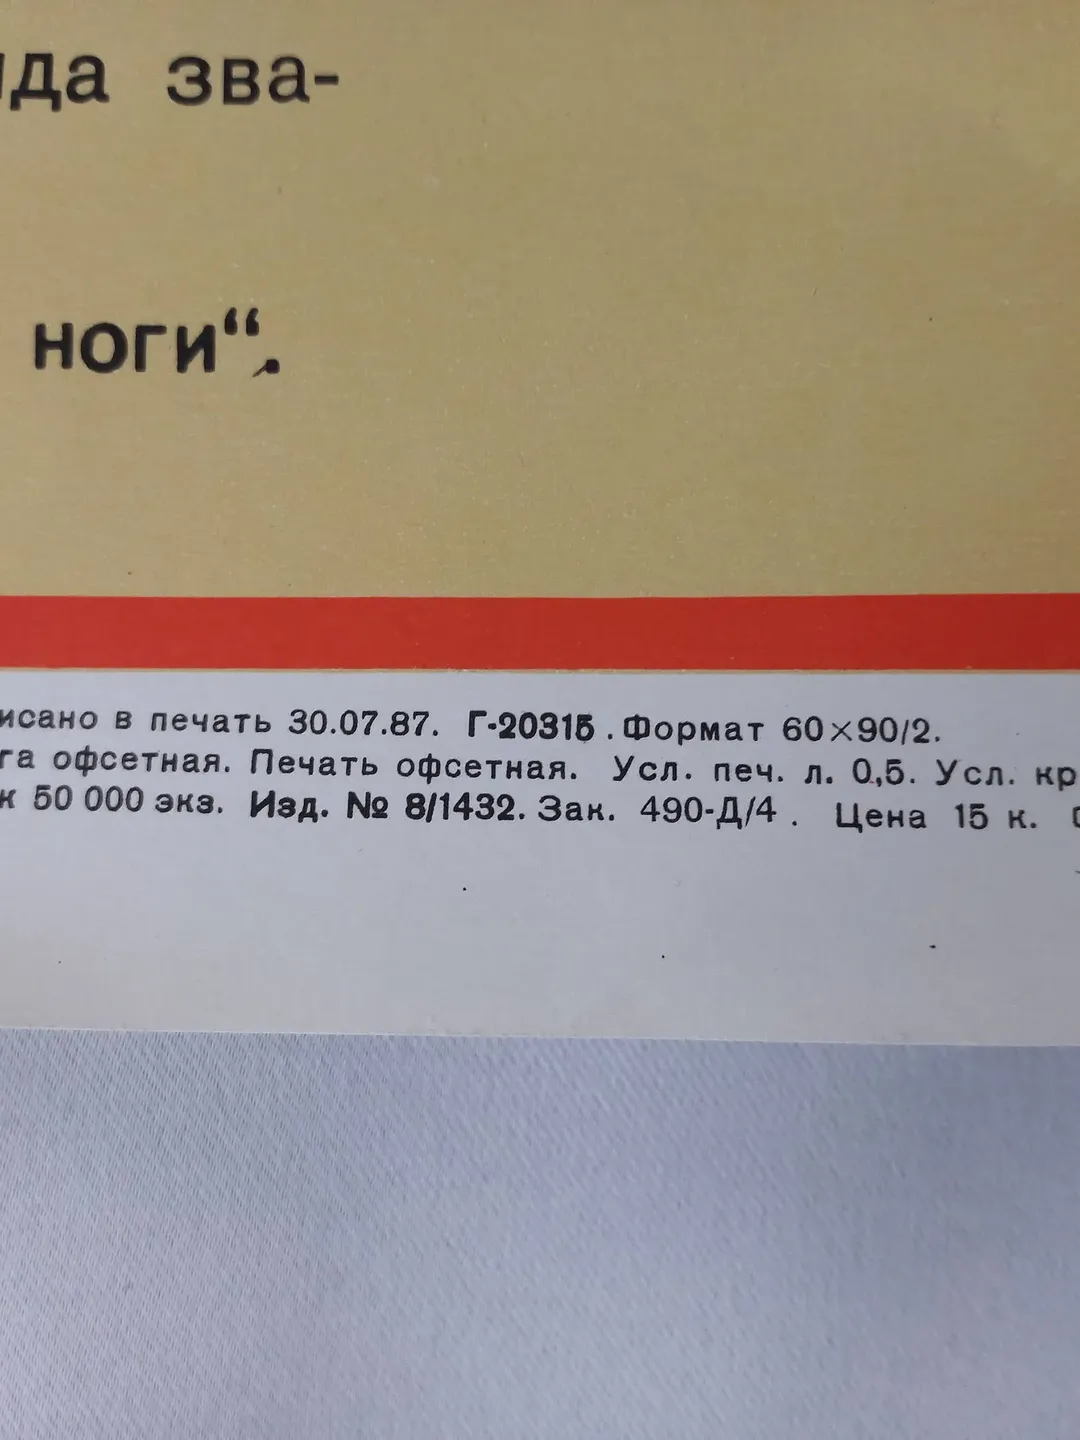 да зва-
ноги“.
исано в печать 30.07.87. Г-20315. Формат 60×90/2.
га офсетная. Печать офсетная. Усл. печ. л. 0,5. Усл. кр
к 50 000 экз. Изд. № 8/1432. Зак. 490-Д/4. Цена 15 к.